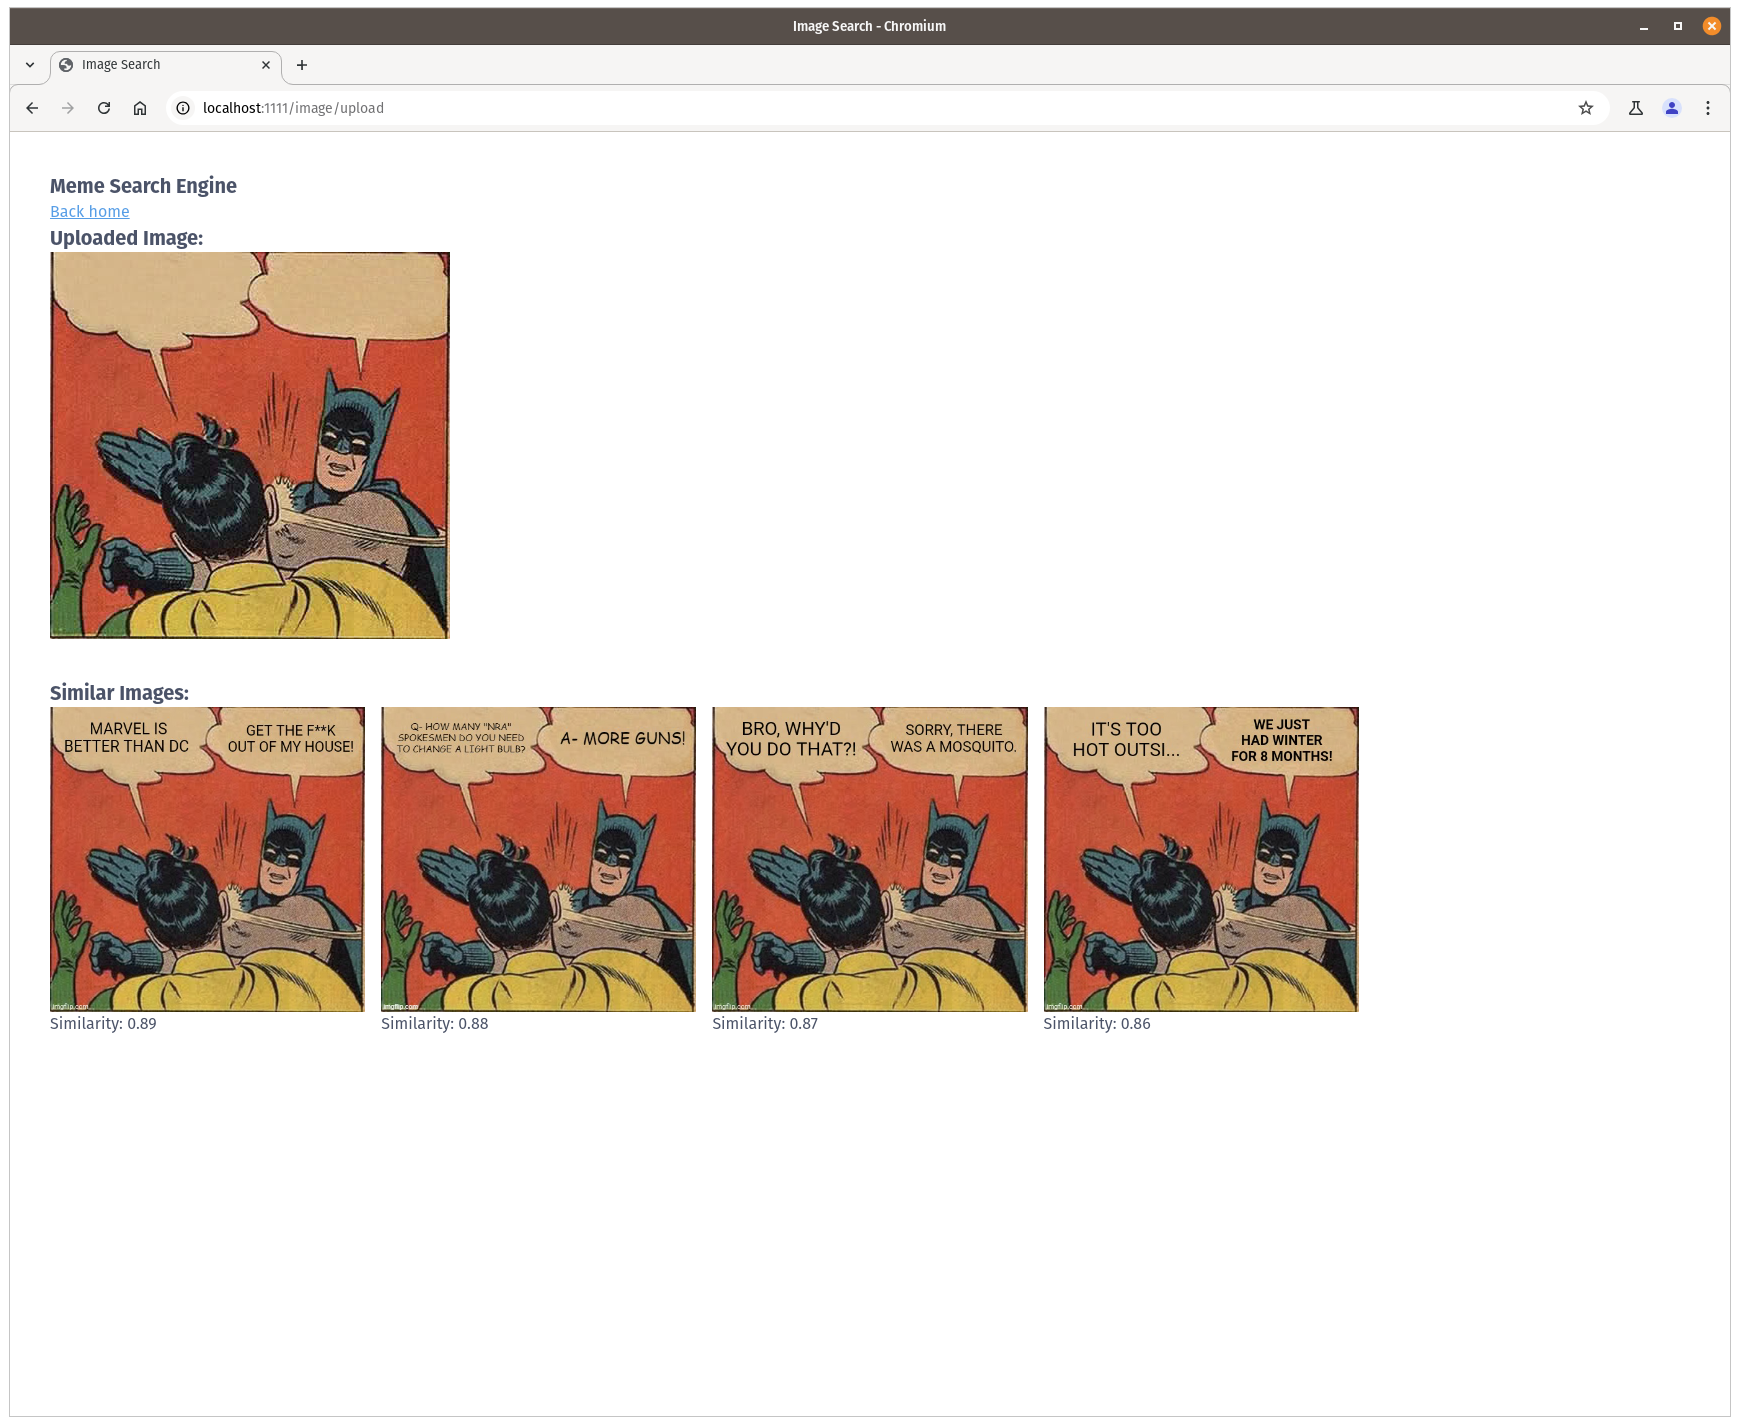 Image Search - Chromium
Image Search
localhost:1111/image/upload
Meme Search Engine
Back home
Uploaded Image:
Similar Images:
MARVEL IS
BETTER THAN DC
GET THE F**K
OUT OF MY HOUSE!
Q- HOW MANY "NRA"
SPOKESMEN DO YOU NEED
TO CHANGE A LIGHT BULB?
A- MORE GUNS!
BRO, WHY'D
YOU DO THAT?!
SORRY, THERE
WAS A MOSQUITO.
IT'S TOO
HOT OUTSI...
WE JUST
HAD WINTER
FOR 8 MONTHS!
imgflip.com
imgflip.com
imgflip.com
imgflip.com
Similarity: 0.89
Similarity: 0.88
Similarity: 0.87
Similarity: 0.86